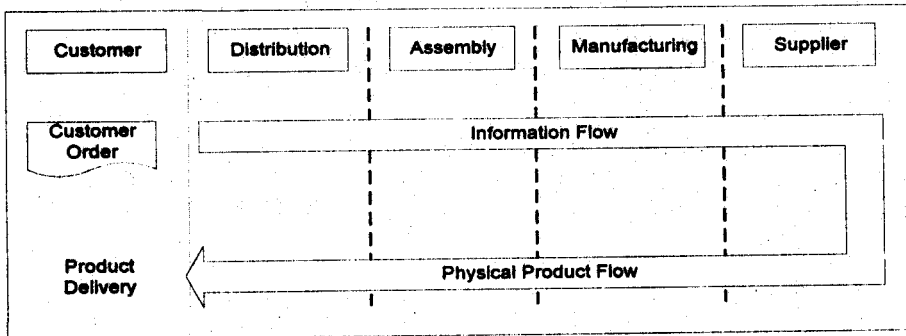 Customer Distribution Assembly Manufacturing Supplier
Customer
Order
Information Flow
Product
Delivery
Physical Product Flow